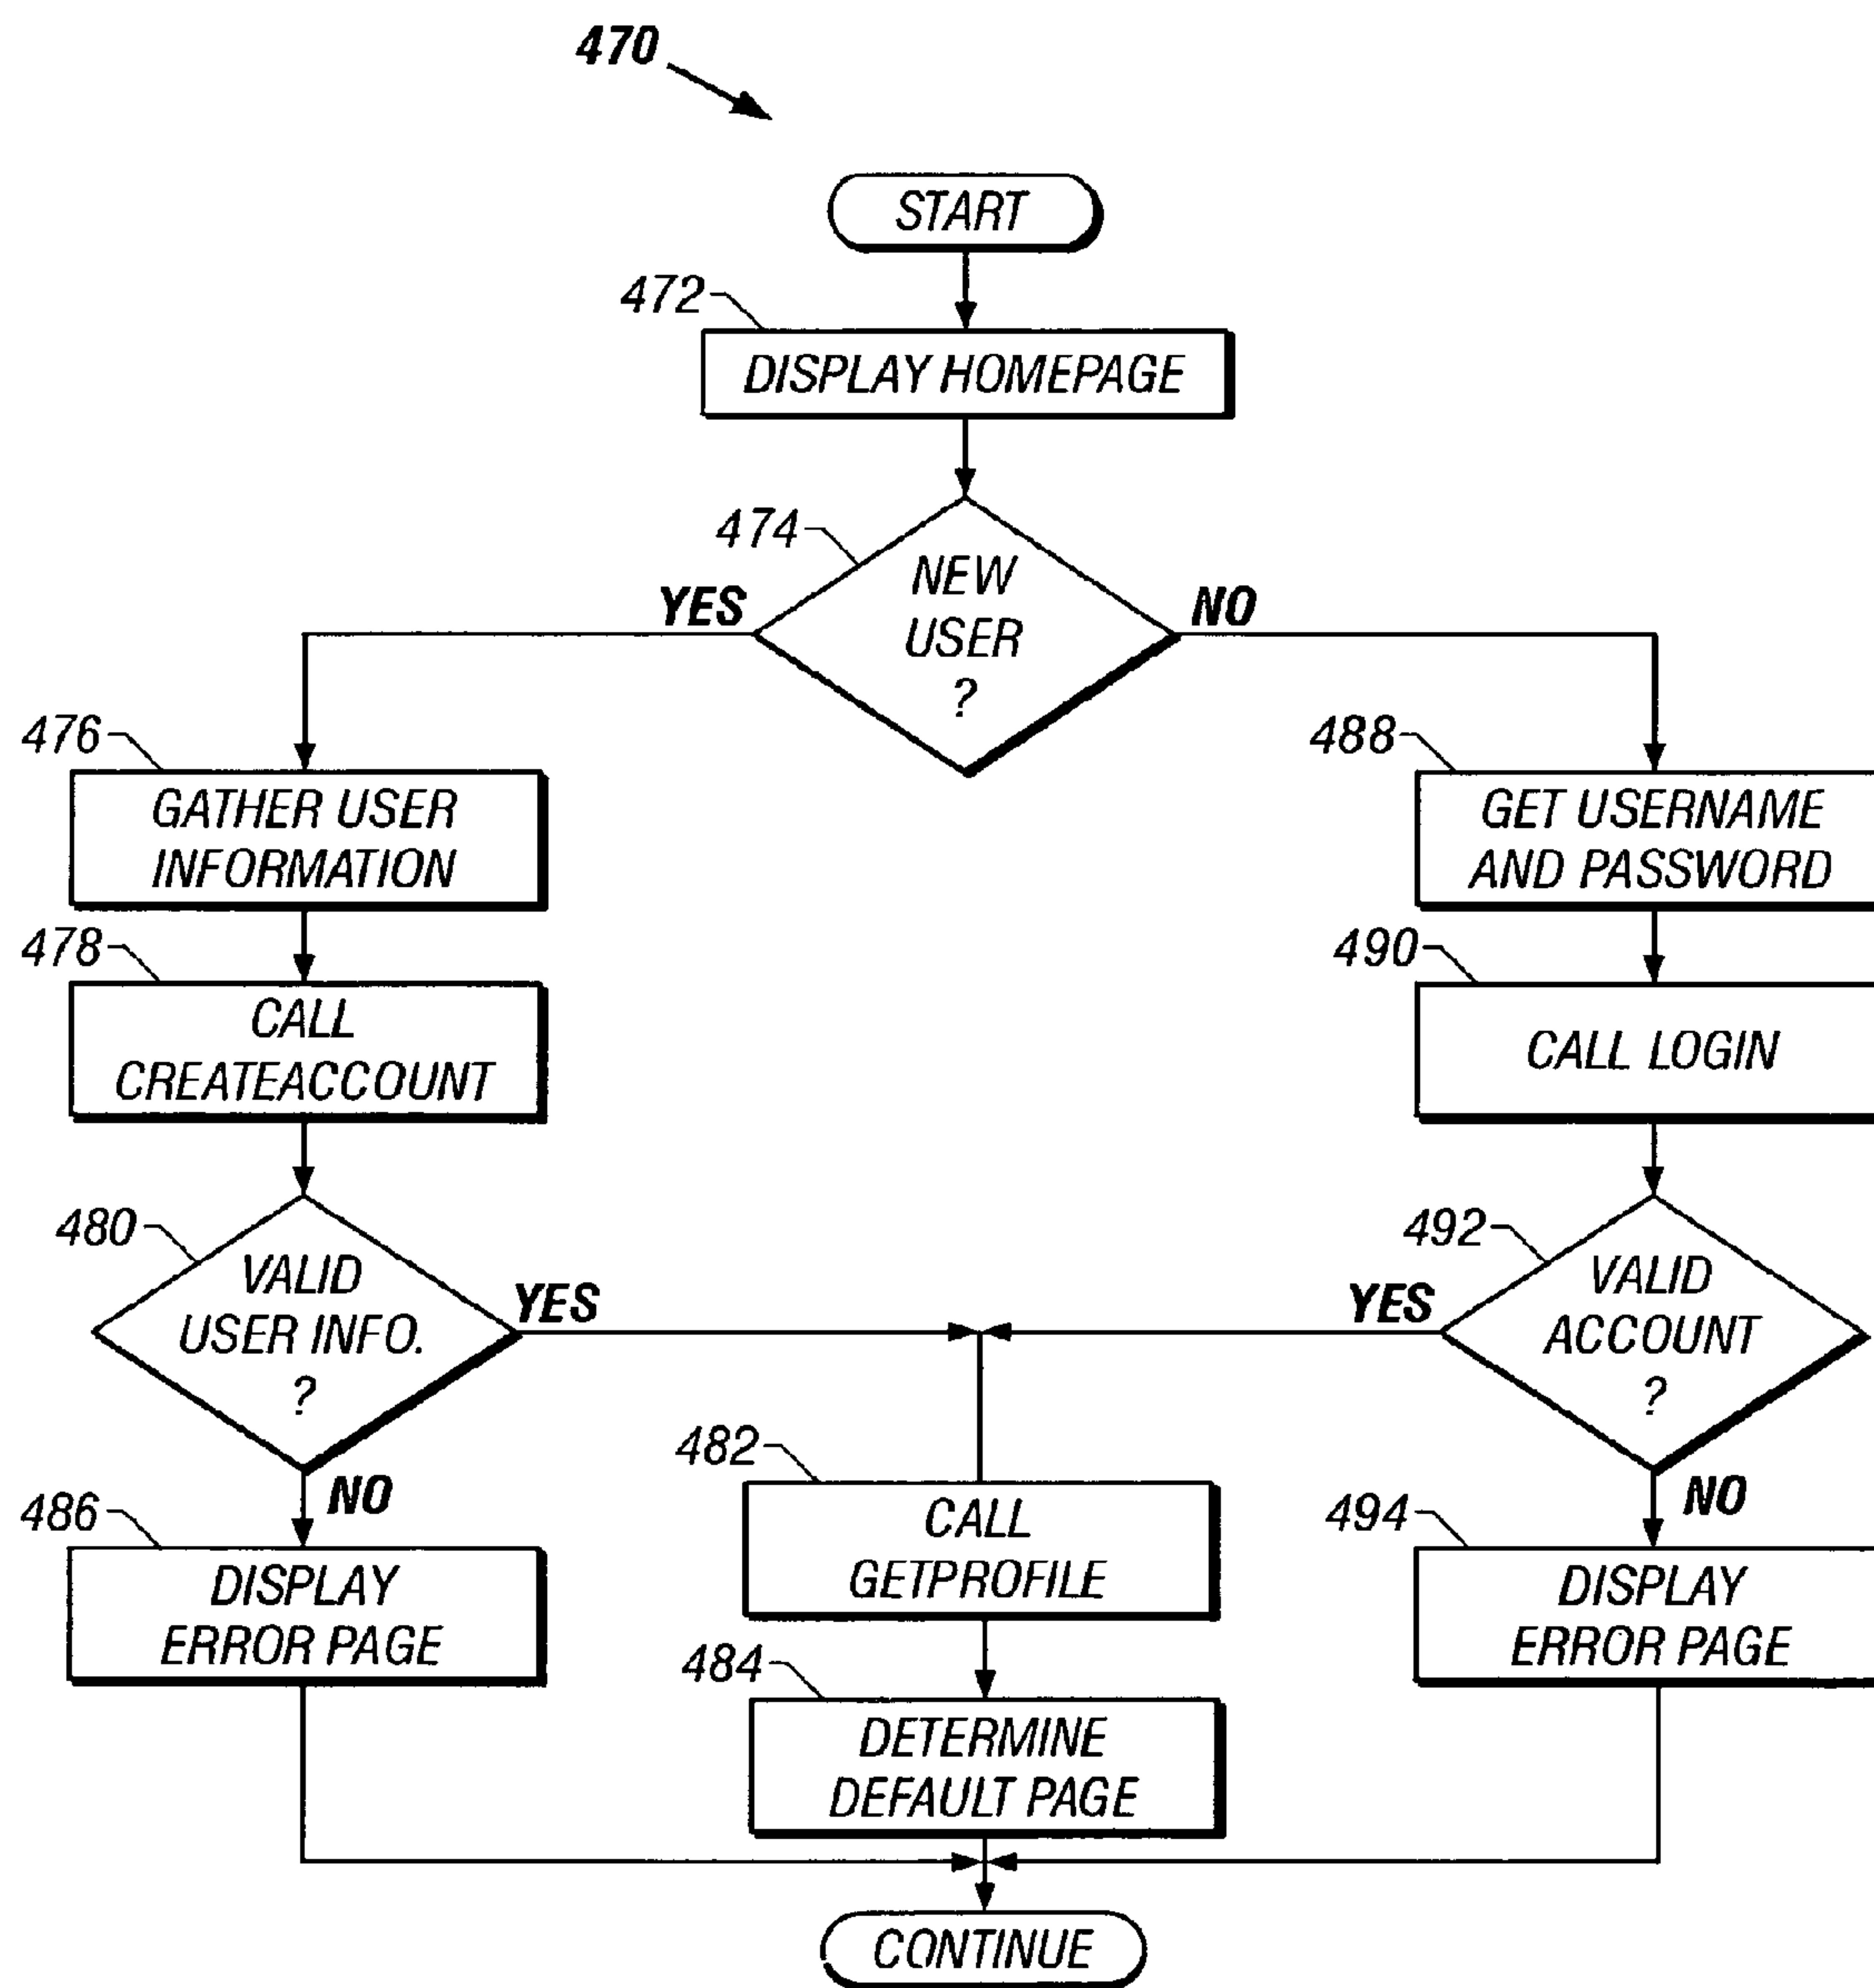 470
START
472
DISPLAY HOMEPAGE
474
NEW
USER
?
YES
NO
476
GATHER USER
INFORMATION
488
GET USERNAME
AND PASSWORD
478
CALL
CREATEACCOUNT
490
CALL LOGIN
480
VALID
USER INFO.
?
YES
NO
492
VALID
ACCOUNT
?
YES
NO
482
CALL
GETPROFILE
486
DISPLAY
ERROR PAGE
494
DISPLAY
ERROR PAGE
484
DETERMINE
DEFAULT PAGE
CONTINUE